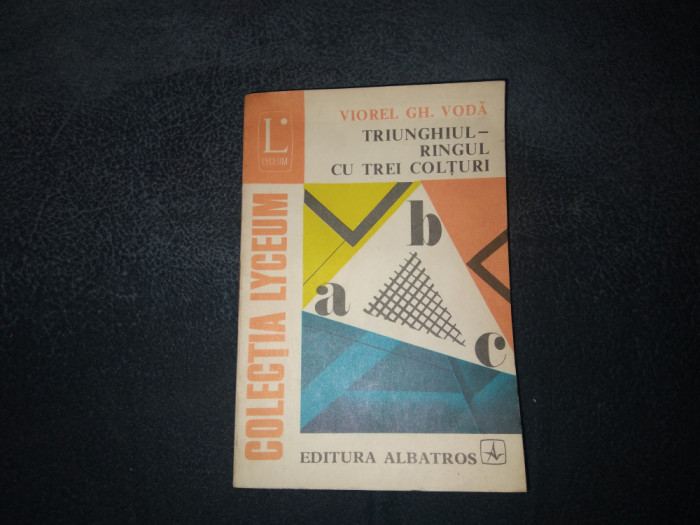 L
LYCEUM
VIOREL GH. VODĂ
TRIUNGHIUL—
RINGUL
CU TREI COLȚURI
COLECȚIA LYCEUM
b
a
c
EDITURA ALBATROS